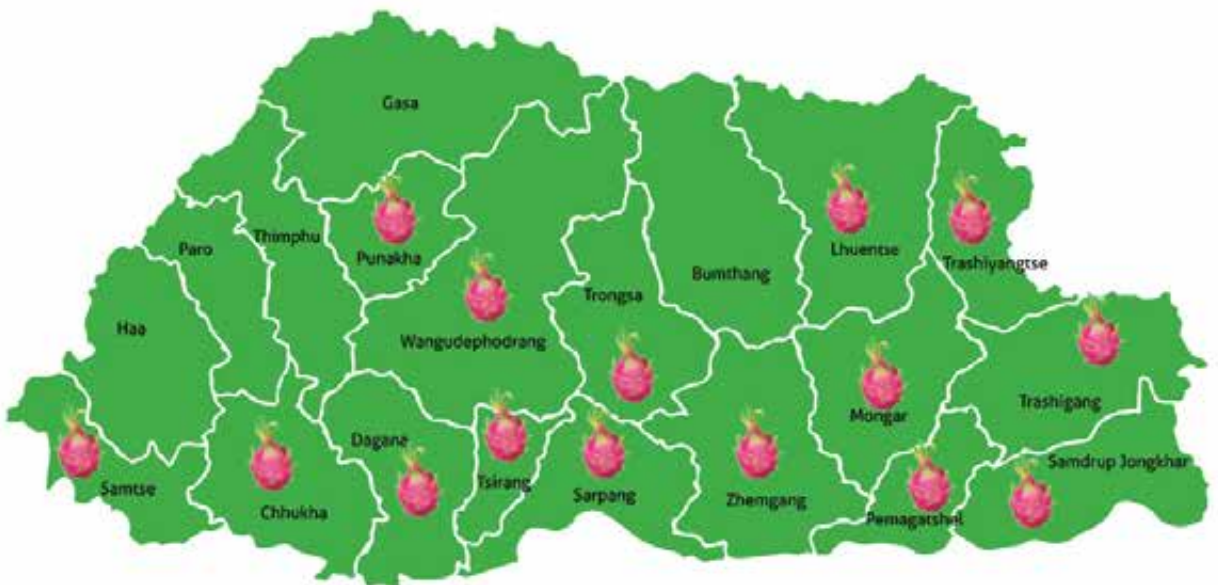 Gasa
Paro
Thimphu
Punakha
Haa
Wangudephodrang
Trongsa
Bumthang
Lhuentse
Trashiyangtse
Mongar
Trashigang
Samtse
Chhukha
Dagana
Tsirang
Sarpang
Zhemgang
Pemagatshel
Samdrup Jongkhar